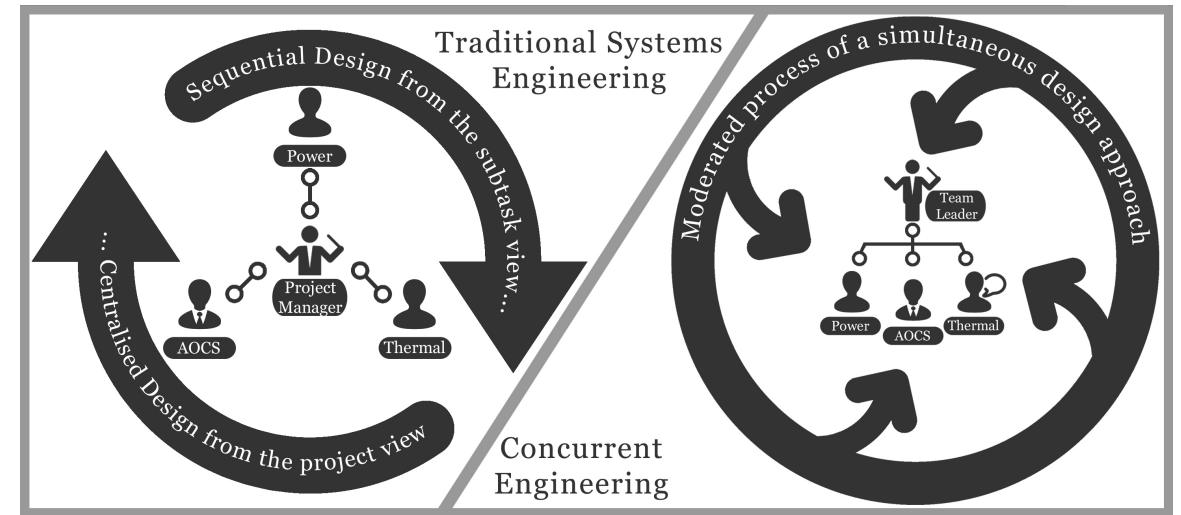 Traditional Systems
Engineering
Sequential Design from the subtask view...
Power
Project
Manager
AOCS
Thermal
... Centralised Design from the project view
Concurrent
Engineering
Moderated process of a simultaneous design approach
Team
Leader
Power
AOCS
Thermal